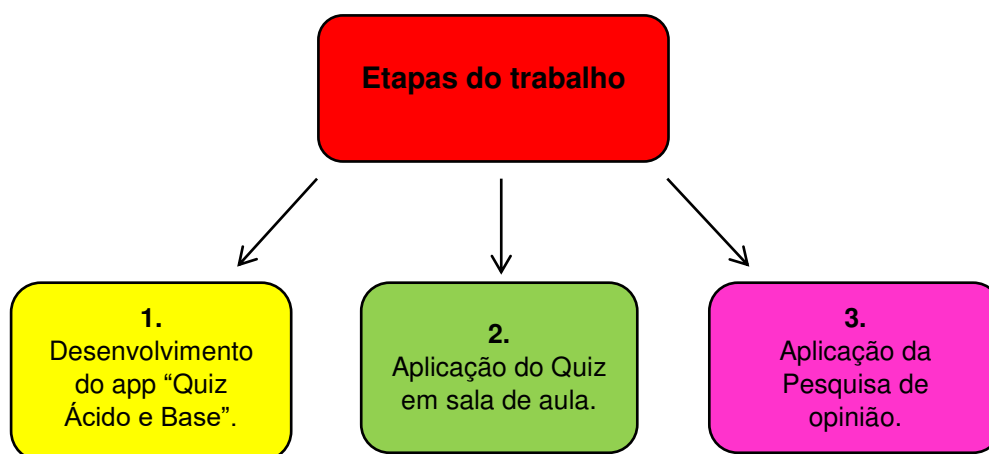 Etapas do trabalho
1.
Desenvolvimento
do app “Quiz
Ácido e Base”.
2.
Aplicação do Quiz
em sala de aula.
3.
Aplicação da
Pesquisa de
opinião.